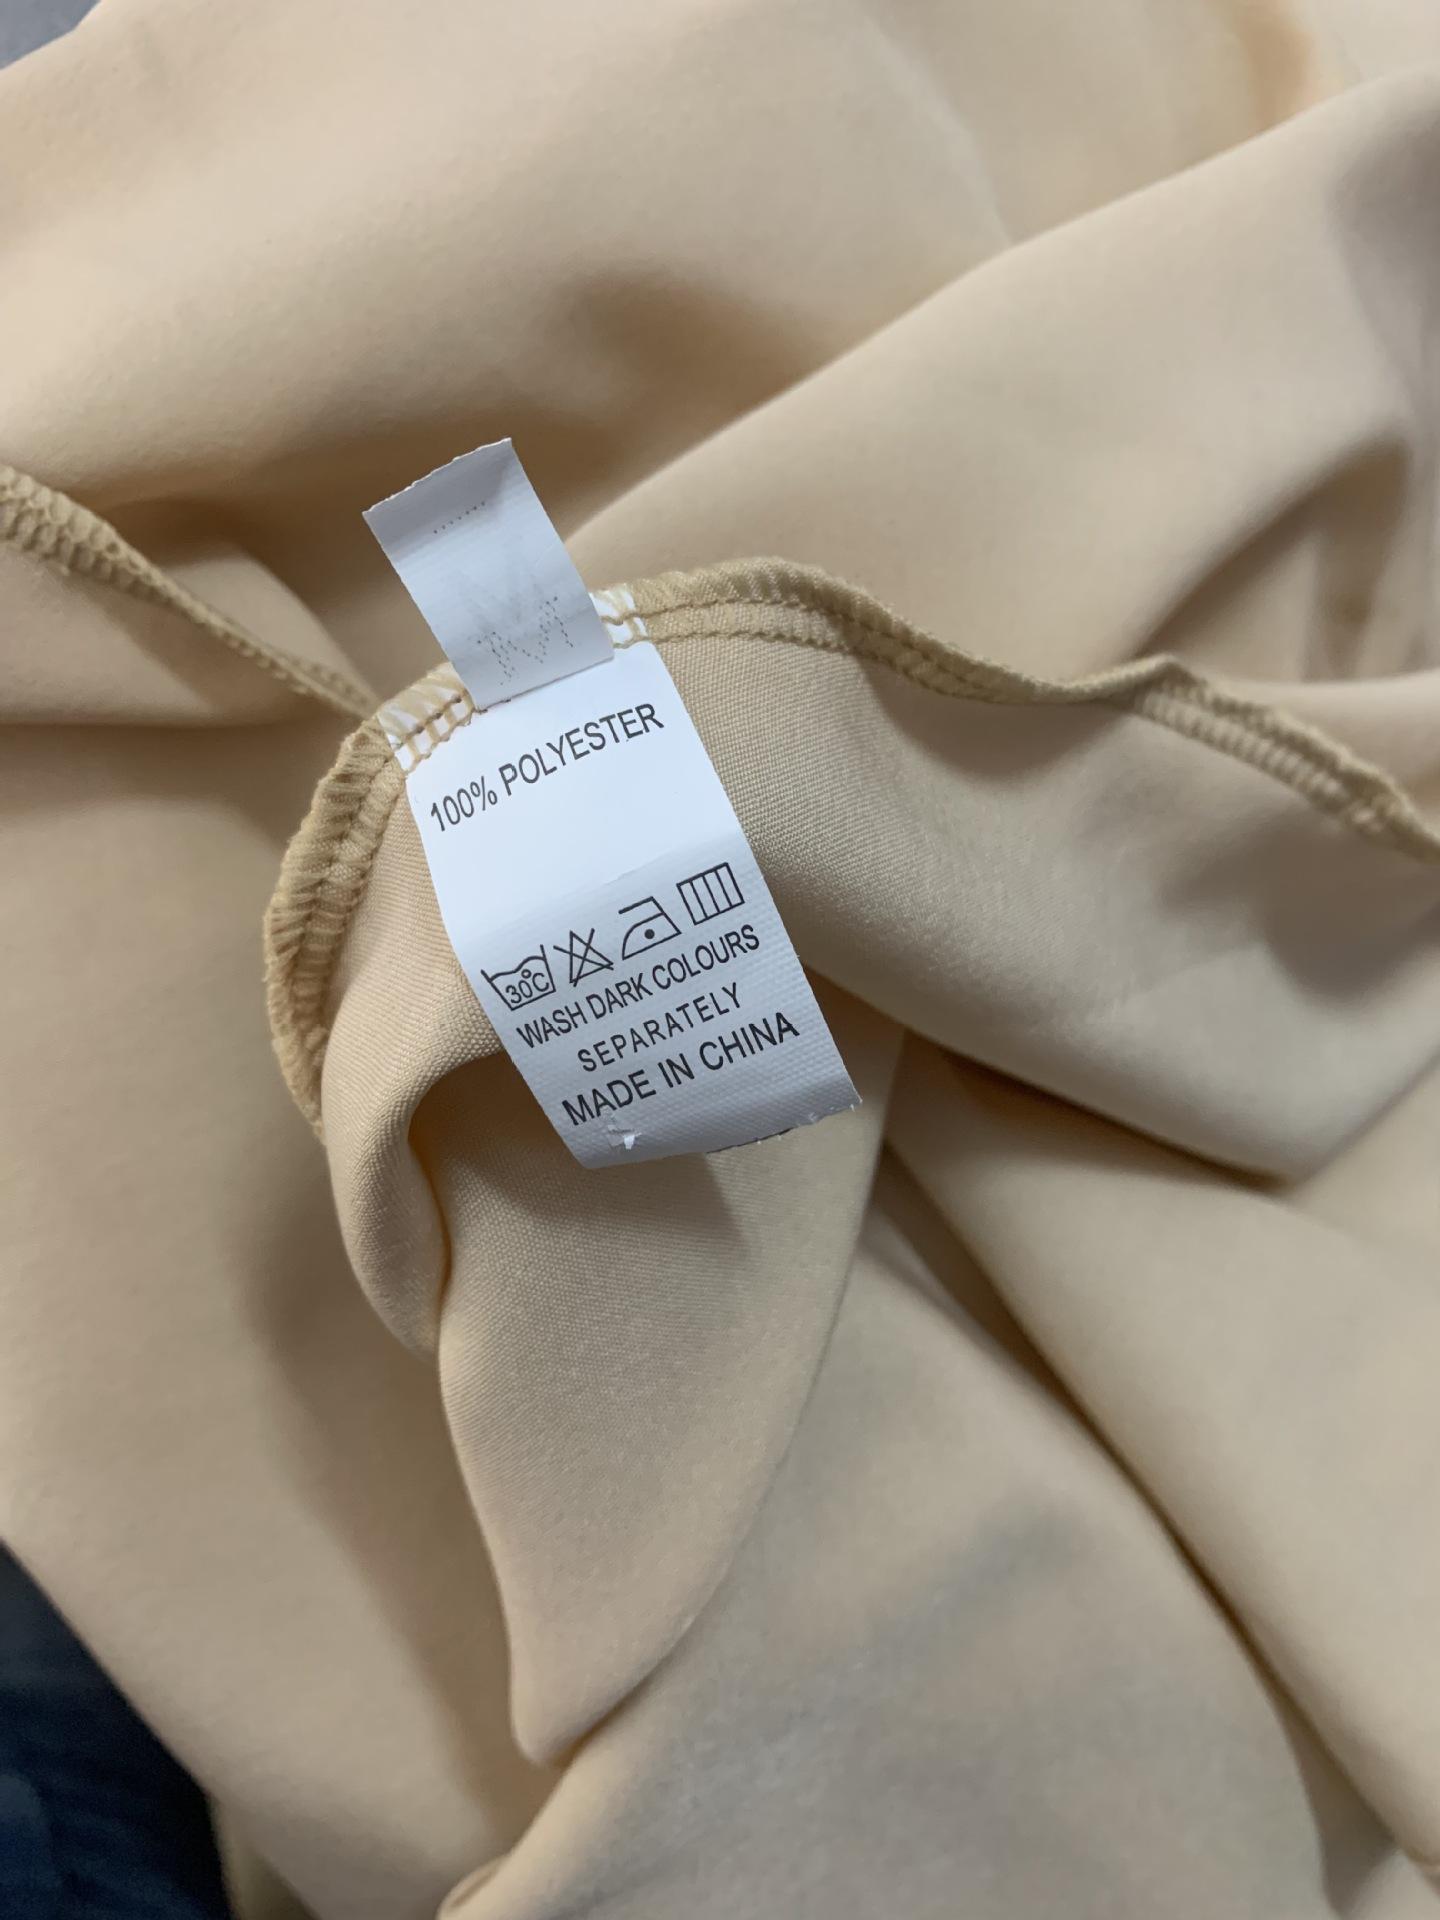 M
100% POLYESTER
30°C
WASH DARK COLOURS
SEPARATELY
MADE IN CHINA